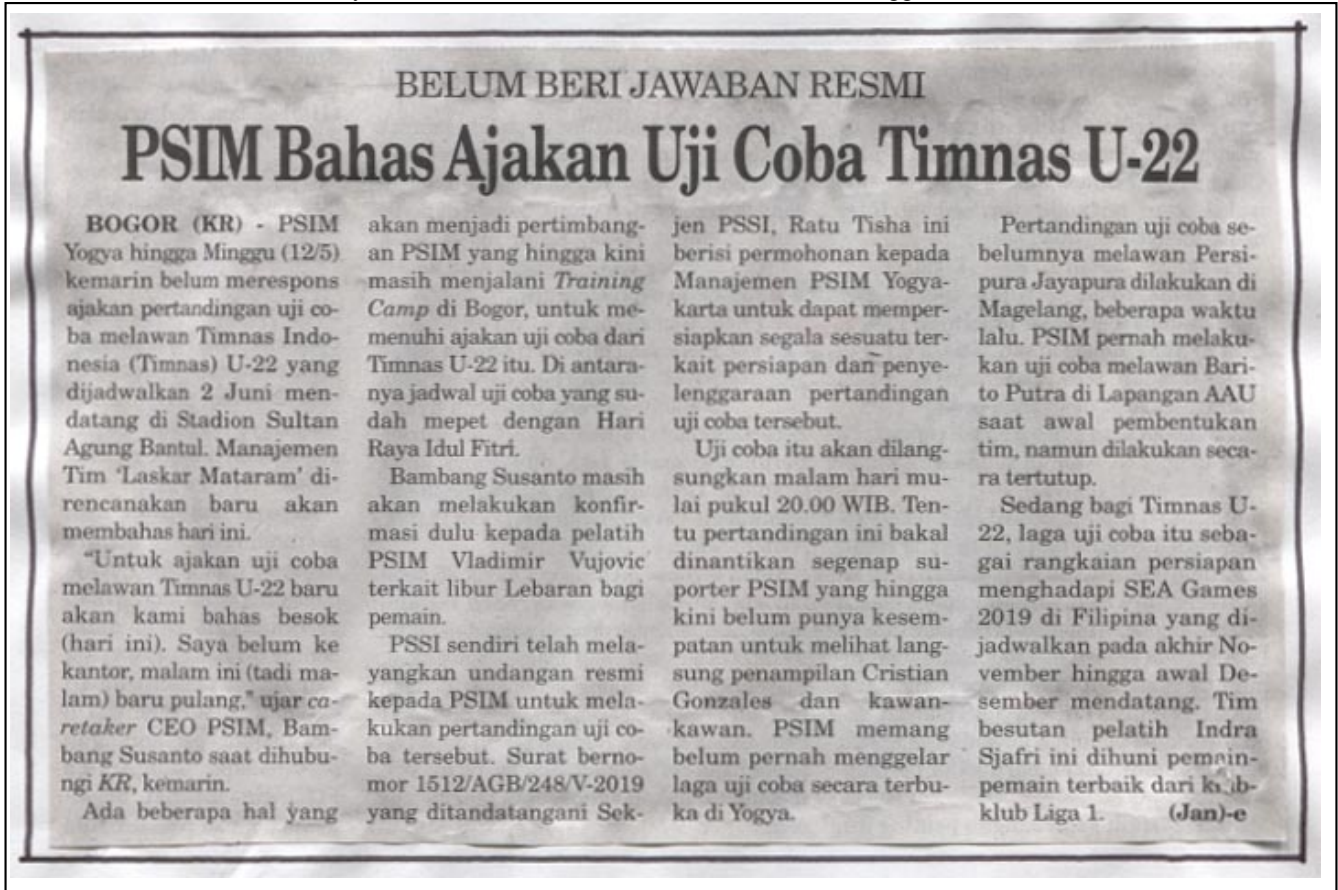 BELUM BERI JAWABAN RESMI
PSIM Bahas Ajakan Uji Coba Timnas U-22
BOGOR (KR) - PSIM
Yogya hingga Minggu (12/5)
kemarin belum merespons
ajakan pertandingan uji co-
ba melawan Timnas Indo-
nesia (Timnas) U-22 yang
dijadwalkan 2 Juni men-
datang di Stadion Sultan
Agung Bantul. Manajemen
Tim 'Laskar Mataram' di-
rencanakan baru akan
membahas hari ini.
"Untuk ajakan uji coba
melawan Timnas U-22 baru
akan kami bahas besok
(hari ini). Saya belum ke
kantor, malam ini (tadi ma-
lam) baru pulang," ujar ca-
retaker CEO PSIM, Bam-
bang Susanto saat dihubu-
ngi KR, kemarin.
Ada beberapa hal yang
akan menjadi pertimbang-
an PSIM yang hingga kini
masih menjalani Training
Camp di Bogor, untuk me-
menuhi ajakan uji coba dari
Timnas U-22 itu. Di antara-
nya jadwal uji coba yang su-
dah mepet dengan Hari
Raya Idul Fitri.
Bambang Susanto masih
akan melakukan konfir-
masi dulu kepada pelatih
PSIM Vladimir Vujovic
terkait libur Lebaran bagi
pemain.
PSSI sendiri telah mela-
yangkan undangan resmi
kepada PSIM untuk mela-
kukan pertandingan uji co-
ba tersebut. Surat berno-
mor 1512/AGB/248/V-2019
yang ditandatangani Sek-
jen PSSI, Ratu Tisha ini
berisi permohonan kepada
Manajemen PSIM Yogya-
karta untuk dapat memper-
siapkan segala sesuatu ter-
kait persiapan dan penye-
lenggaraan pertandingan
uji coba tersebut.
Uji coba itu akan dilang-
sungkan malam hari mu-
lai pukul 20.00 WIB. Ten-
tu pertandingan ini bakal
dinantikan segenap su-
porter PSIM yang hingga
kini belum punya kesem-
patan untuk melihat lang-
sung penampilan Cristian
Gonzales dan kawan-
kawan. PSIM memang
belum pernah menggelar
laga uji coba secara terbu-
ka di Yogya.
Pertandingan uji coba se-
belumnya melawan Persi-
pura Jayapura dilakukan di
Magelang, beberapa waktu
lalu. PSIM pernah melaku-
kan uji coba melawan Bari-
to Putra di Lapangan AAU
saat awal pembentukan
tim, namun dilakukan seca-
ra tertutup.
Sedang bagi Timnas U-
22, laga uji coba itu seba-
gai rangkaian persiapan
menghadapi SEA Games
2019 di Filipina yang di-
jadwalkan pada akhir No-
vember hingga awal De-
sember mendatang. Tim
besutan pelatih Indra
Sjafri ini dihuni pemain-
pemain terbaik dari klub-
klub Liga 1. (Jan)-e